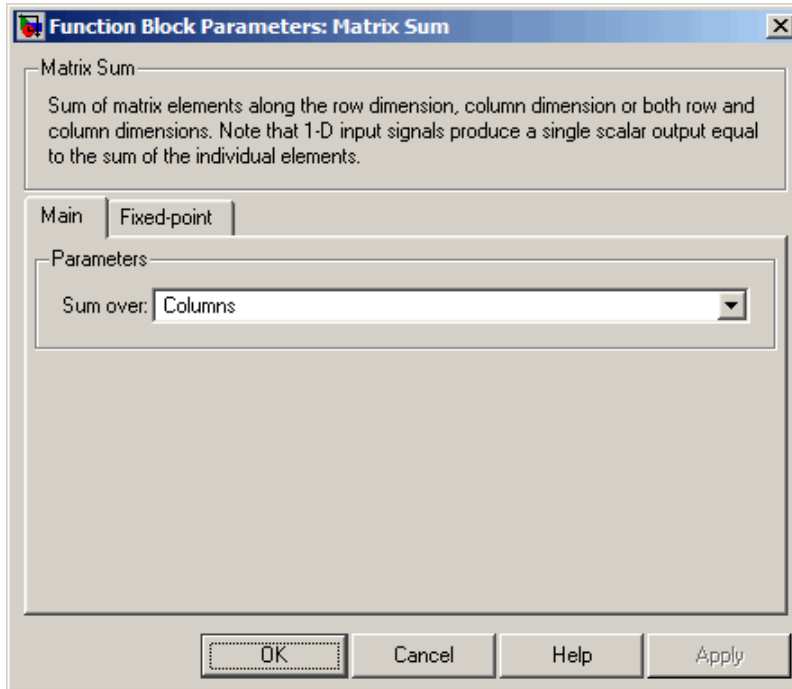 Function Block Parameters: Matrix Sum
Matrix Sum
Sum of matrix elements along the row dimension, column dimension or both row and
column dimensions. Note that 1-D input signals produce a single scalar output equal
to the sum of the individual elements.
Main Fixed-point
Parameters
Sum over: Columns
OK Cancel Help Apply